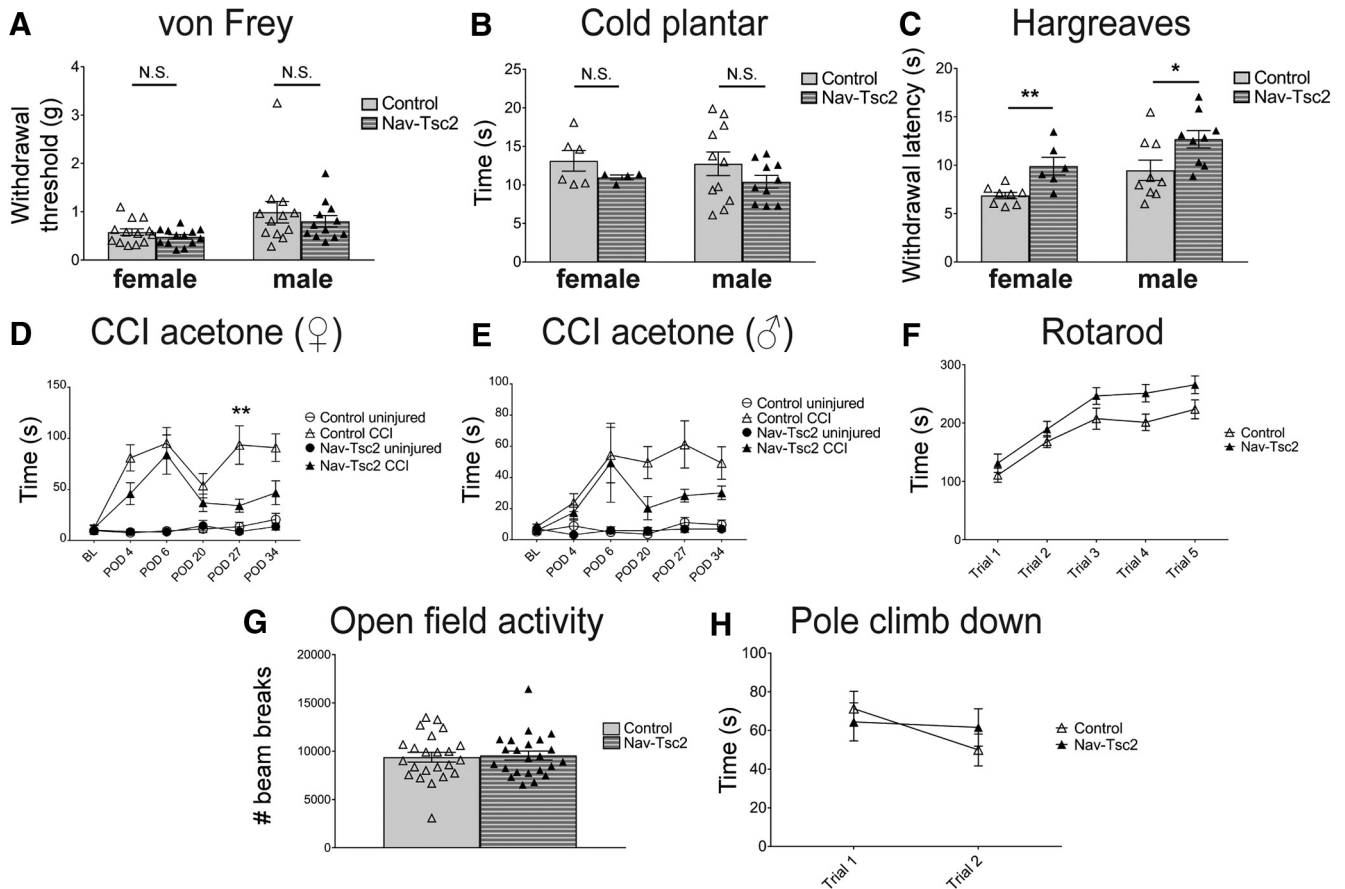 A von Frey
Withdrawal
threshold (g)
4
3
2
1
0
N.S.
N.S.
Control
Nav-Tsc2
female
male
B Cold plantar
Time (s)
25
20
15
10
5
0
N.S.
N.S.
Control
Nav-Tsc2
female
male
C Hargreaves
Withdrawal latency (s)
20
15
10
5
0
**
*
Control
Nav-Tsc2
female
male
D CCI acetone (♀)
Time (s)
150
100
50
0
**
Control uninjured
Control CCI
Nav-Tsc2 uninjured
Nav-Tsc2 CCI
BL
POD 4
POD 6
POD 20
POD 27
POD 34
E CCI acetone (♂)
Time (s)
100
80
60
40
20
0
Control uninjured
Control CCI
Nav-Tsc2 uninjured
Nav-Tsc2 CCI
BL
POD 4
POD 6
POD 20
POD 27
POD 34
F Rotarod
Time (s)
300
200
100
0
Control
Nav-Tsc2
Trial 1
Trial 2
Trial 3
Trial 4
Trial 5
G Open field activity
# beam breaks
20000
15000
10000
5000
0
Control
Nav-Tsc2
H Pole climb down
Time (s)
100
80
60
40
20
0
Control
Nav-Tsc2
Trial 1
Trial 2